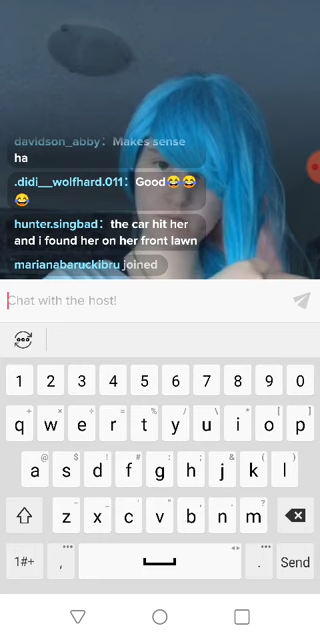 davidson_abby: Makes sense
ha
.didi__wolfhard.011: Good😂😂
😂
hunter.singbad: the car hit her
and i found her on her front lawn
marianabaruckibru joined
Chat with the host!
1 2 3 4 5 6 7 8 9 0
+ × ÷ = % / \ * [ ]
q w e r t y u i o p
@ $ # : ; & ( )
a s d f g h j k l
- _ ' " , . ?
z x c v b n m
1#+ , . Send